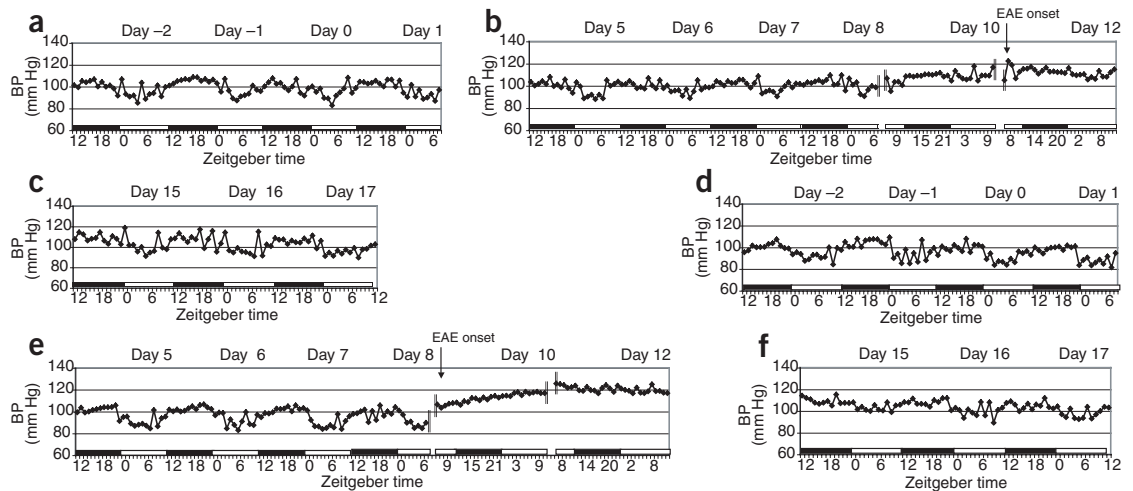 a
Day –2 Day –1 Day 0 Day 1
BP
(mm Hg)
140
120
100
80
60
12 18 0 6 12 18 0 6 12 18 0 6 12 18 0 6
Zeitgeber time
b
EAE onset
Day 5 Day 6 Day 7 Day 8 Day 10 Day 12
BP
(mm Hg)
140
120
100
80
60
12 18 0 6 12 18 0 6 12 18 0 6 12 18 0 6 9 15 21 3 9 8 14 20 2 8
Zeitgeber time
c
Day 15 Day 16 Day 17
BP
(mm Hg)
140
120
100
80
60
12 18 0 6 12 18 0 6 12 18 0 6 12
Zeitgeber time
d
Day –2 Day –1 Day 0 Day 1
BP
(mm Hg)
140
120
100
80
60
12 18 0 6 12 18 0 6 12 18 0 6 12 18 0 6
Zeitgeber time
e
EAE onset
Day 5 Day 6 Day 7 Day 8 Day 10 Day 12
BP
(mm Hg)
140
120
100
80
60
12 18 0 6 12 18 0 6 12 18 0 6 12 18 0 6 9 15 21 3 9 8 14 20 2 8
Zeitgeber time
f
Day 15 Day 16 Day 17
BP
(mm Hg)
140
120
100
80
60
12 18 0 6 12 18 0 6 12 18 0 6 12
Zeitgeber time